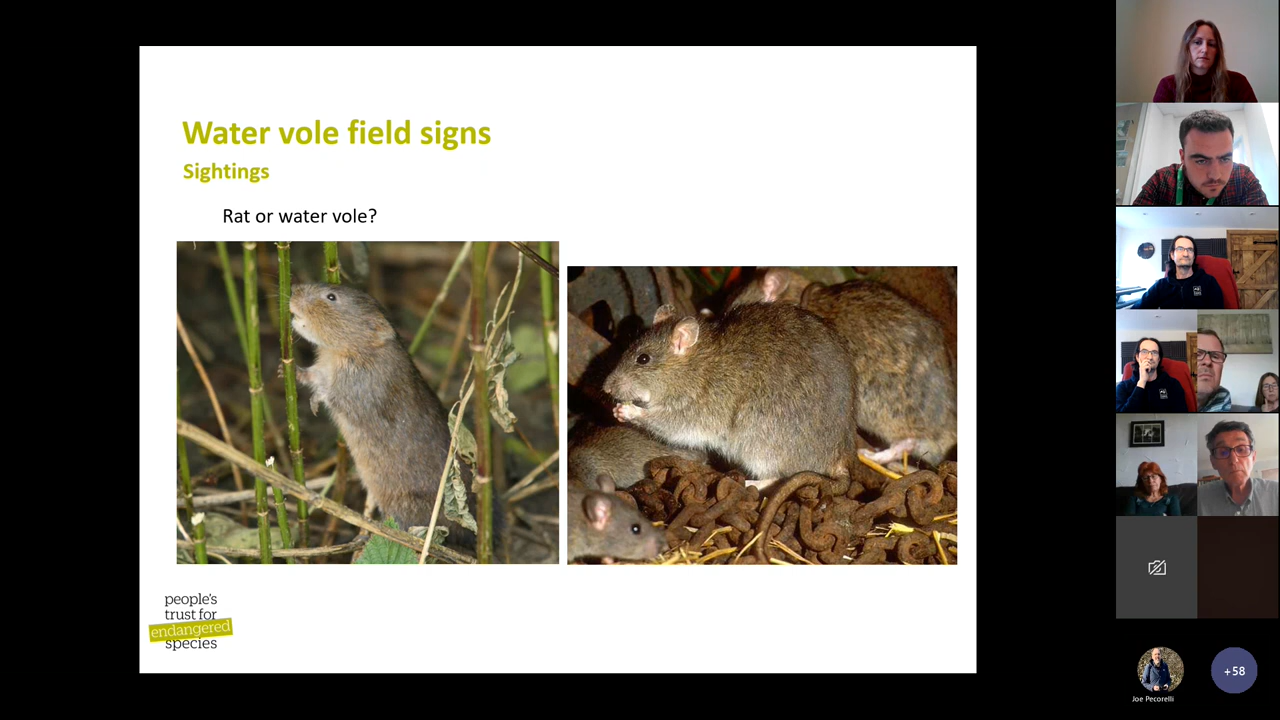 Water vole field signs
Sightings
Rat or water vole?
people's
trust for
endangered
species
Joe Pecorelli
+58